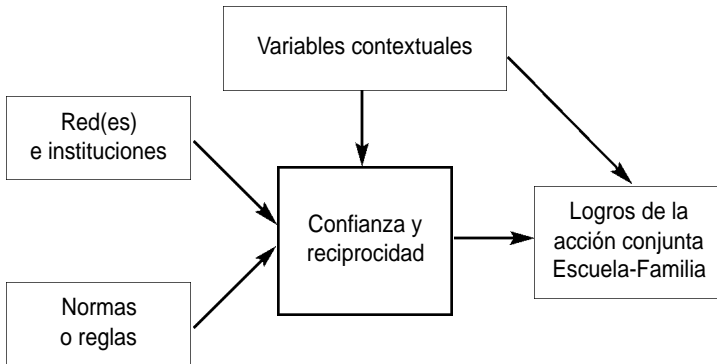 Variables contextuales
Red(es)
e instituciones
Confianza y
reciprocidad
Logros de la
acción conjunta
Escuela-Familia
Normas
o reglas